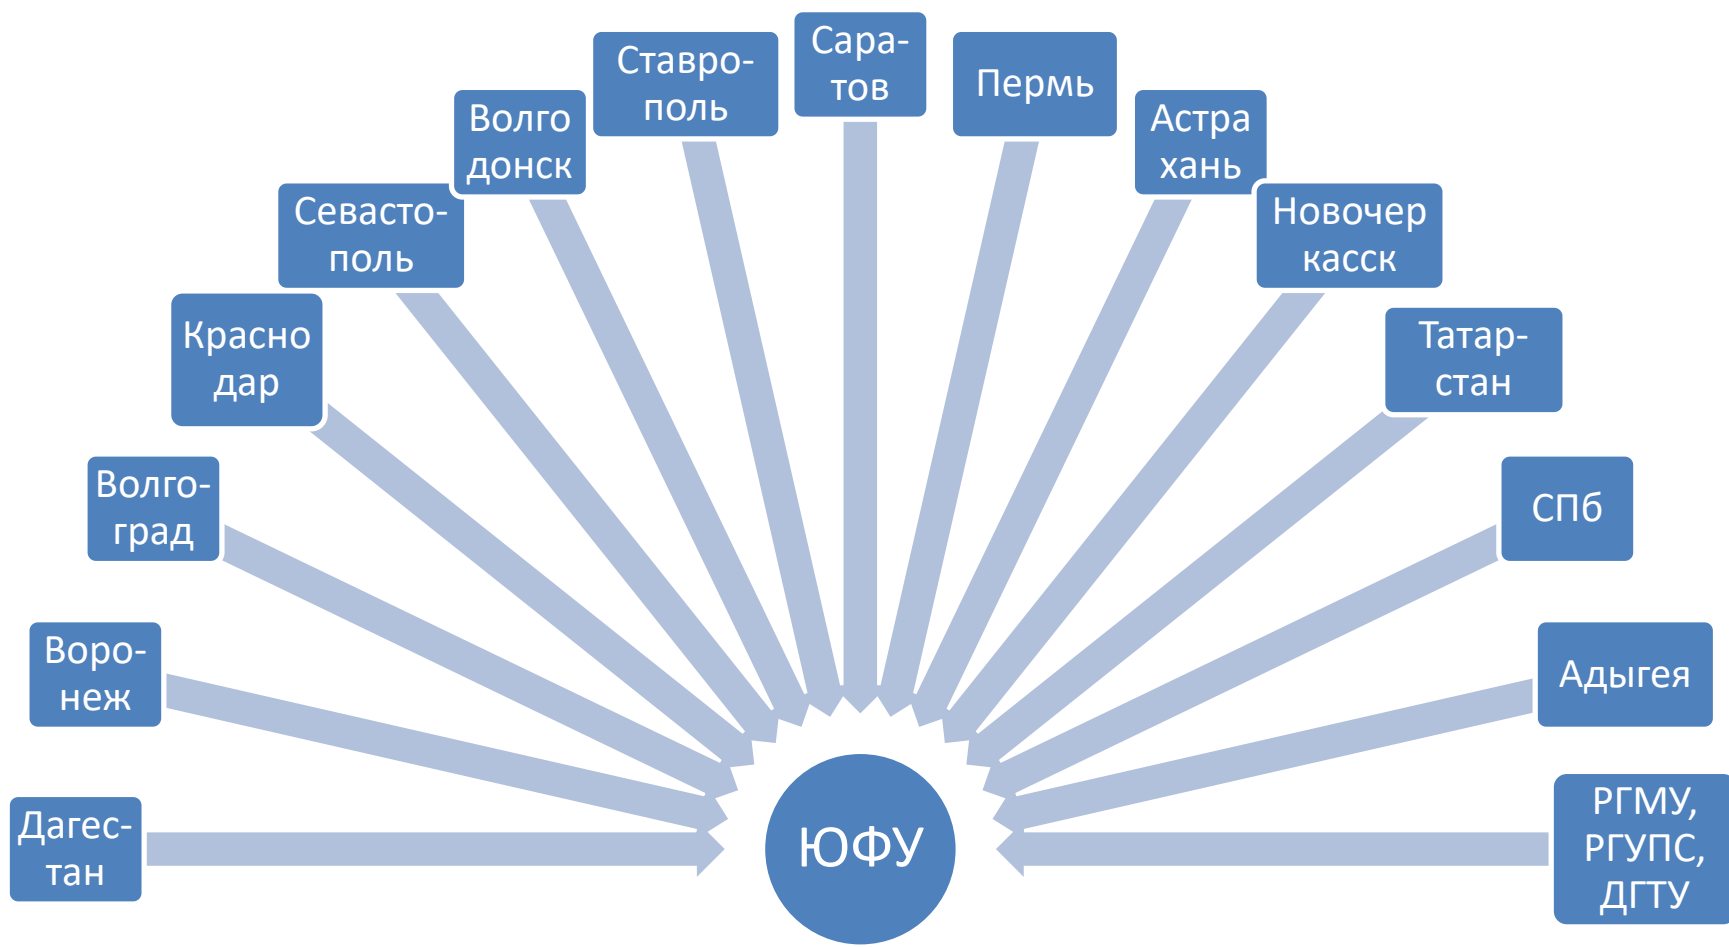 Дагес-
тан
Воро-
неж
Волго-
град
Красно
дар
Севасто-
поль
Волго
донск
Ставро-
поль
Сара-
тов
Пермь
Астра
хань
Новочер
касск
Татар-
стан
СПб
Адыгея
РГМУ,
РГУПС,
ДГТУ
ЮФУ